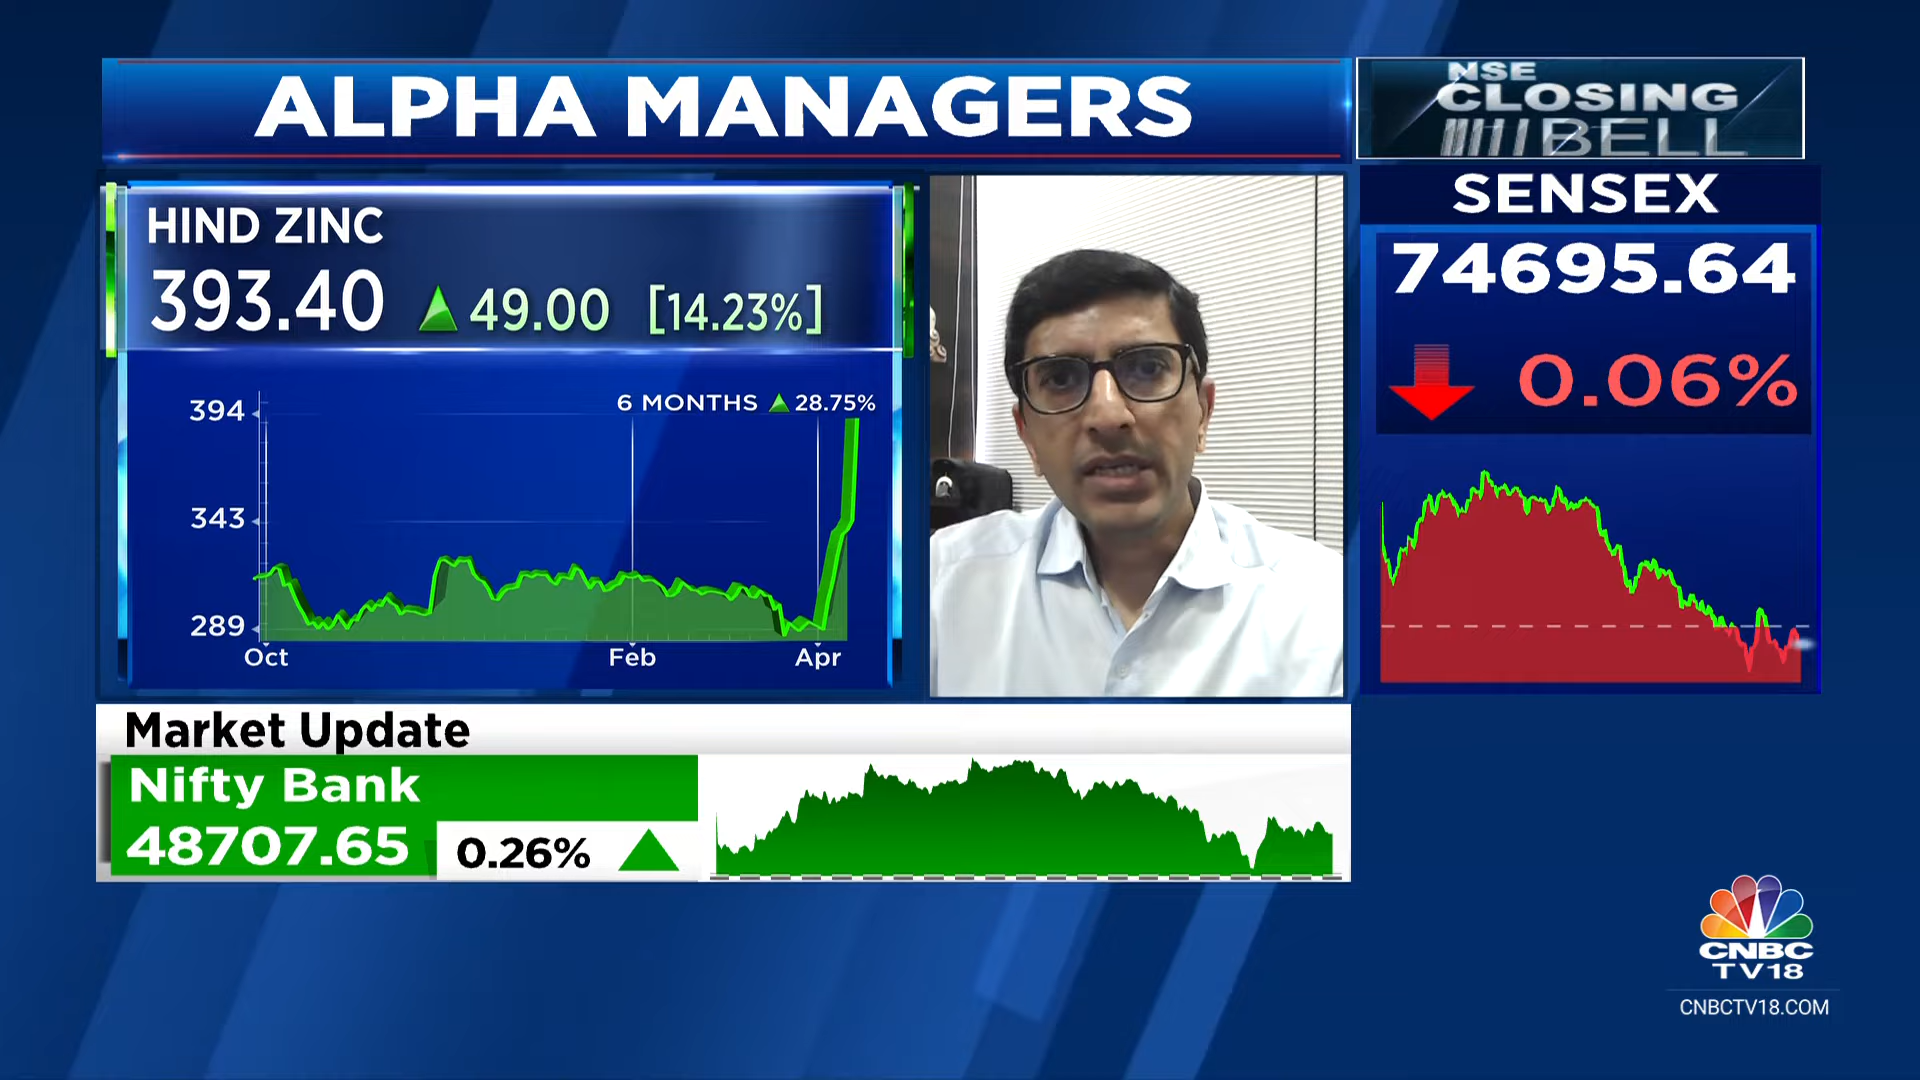 ALPHA MANAGERS
NSE
CLOSING
BELL
HIND ZINC
393.40 ▲ 49.00 [14.23%]
6 MONTHS ▲ 28.75%
394
343
289
Oct Feb Apr
SENSEX
74695.64
0.06%
Market Update
Nifty Bank
48707.65 0.26% ▲
CNBC
TV18
CNBCTV18.COM